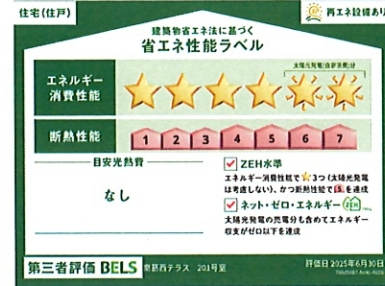 住宅(住戸)
再エネ設備あり
建築物省エネ法に基づく
省エネ性能ラベル
太陽光発電(自家消費)分
エネルギー
消費性能
断熱性能
1 2 3 4 5 6 7
目安光熱費
なし
ZEH水準
エネルギー消費性能で★3つ(太陽光発電
は考慮しない)、かつ断熱性能で5を達成
ネット・ゼロ・エネルギー
太陽光発電の売電分も含めてエネルギー
収支がゼロ以下を達成
第三者評価 BELS
葛西テラス 201号室
評価日 2025年6月30日